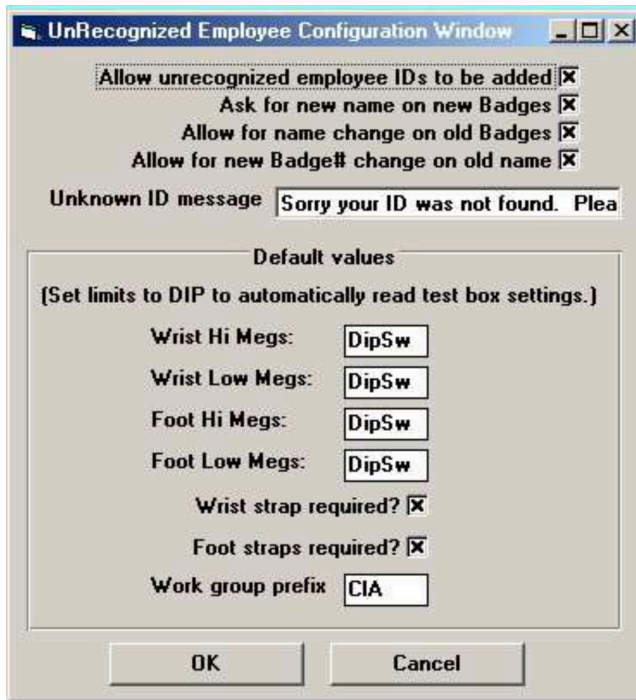 UnRecognized Employee Configuration Window
Allow unrecognized employee IDs to be added
Ask for new name on new Badges
Allow for name change on old Badges
Allow for new Badge# change on old name
Unknown ID message Sorry your ID was not found. Plea
Default values
(Set limits to DIP to automatically read test box settings.)
Wrist Hi Megs: DipSw
Wrist Low Megs: DipSw
Foot Hi Megs: DipSw
Foot Low Megs: DipSw
Wrist strap required?
Foot straps required?
Work group prefix CIA
OK Cancel